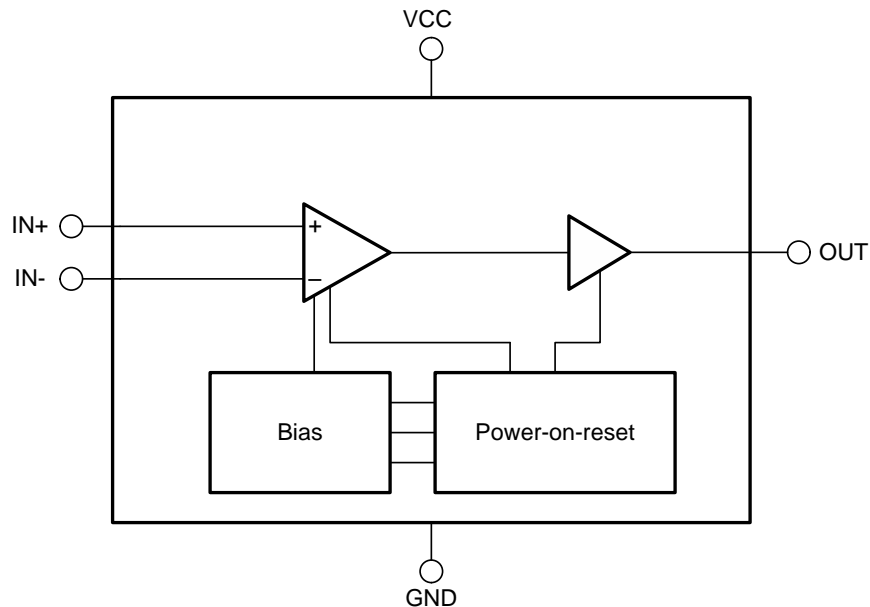 VCC
IN+
+
IN-
–
OUT
Bias
Power-on-reset
GND